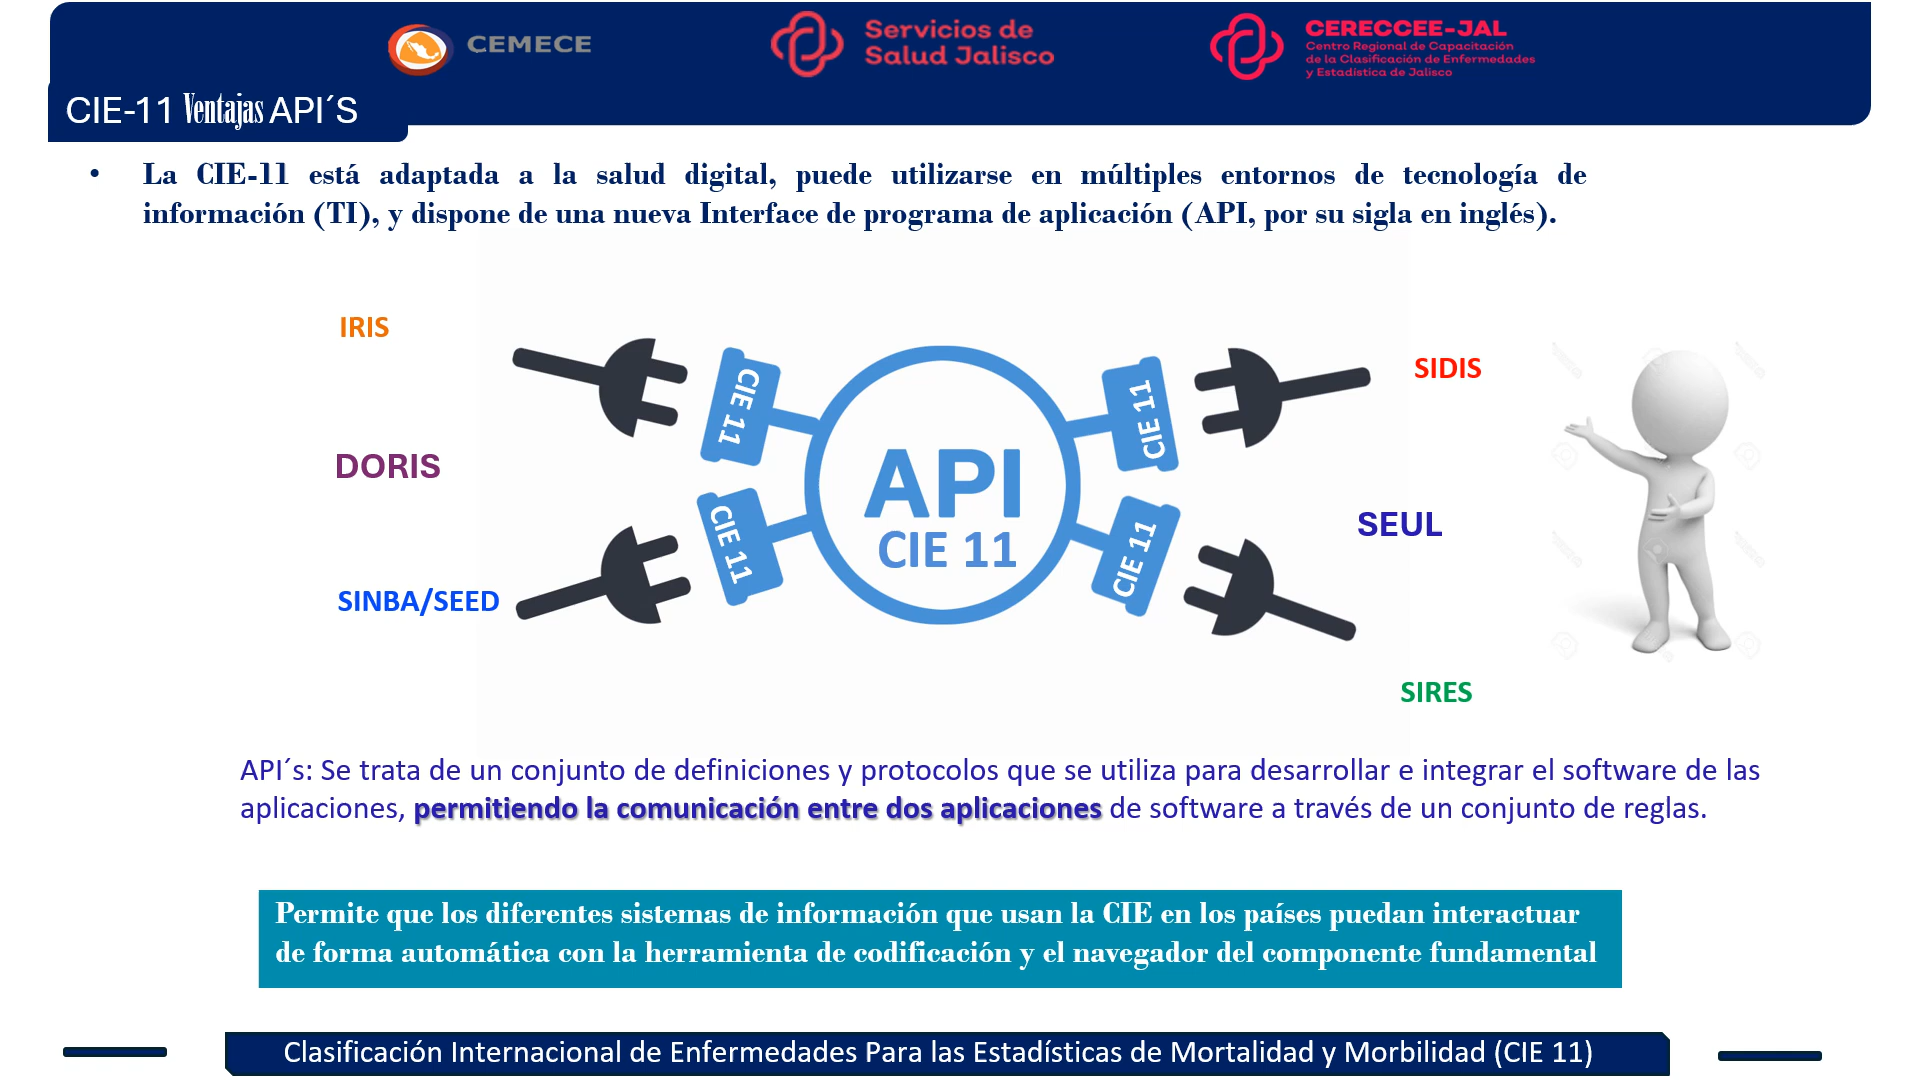 CEMECE
Servicios de
Salud Jalisco
CERECCEE-JAL
Centro Regional de Capacitación
de la Clasificación de Enfermedades
y Estadística de Jalisco
CIE-11 Ventajas API´S
• La CIE-11 está adaptada a la salud digital, puede utilizarse en múltiples entornos de tecnología de
información (TI), y dispone de una nueva Interface de programa de aplicación (API, por su sigla en inglés).
IRIS
DORIS
SINBA/SEED
CIE 11
CIE 11
API
CIE 11
CIE 11
CIE 11
SIDIS
SEUL
SIRES
API´s: Se trata de un conjunto de definiciones y protocolos que se utiliza para desarrollar e integrar el software de las
aplicaciones, permitiendo la comunicación entre dos aplicaciones de software a través de un conjunto de reglas.
Permite que los diferentes sistemas de información que usan la CIE en los países puedan interactuar
de forma automática con la herramienta de codificación y el navegador del componente fundamental
Clasificación Internacional de Enfermedades Para las Estadísticas de Mortalidad y Morbilidad (CIE 11)